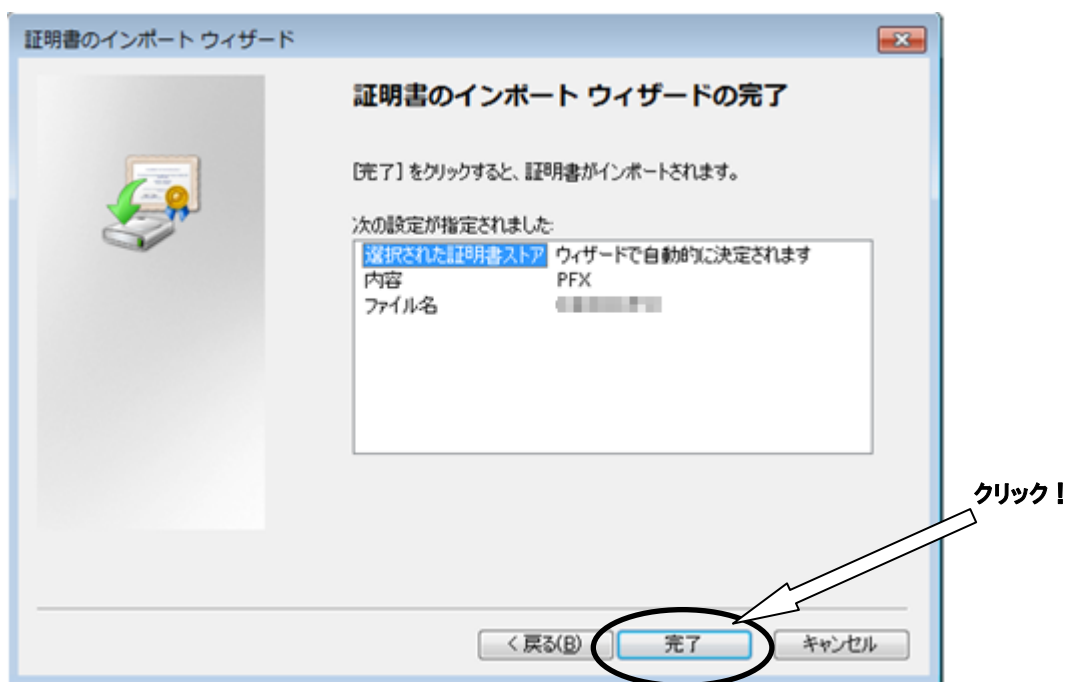 証明書のインポート ウィザード
証明書のインポート ウィザードの完了
[完了] をクリックすると、証明書がインポートされます。
次の設定が指定されました:
選択された証明書ストア ウィザードで自動的に決定されます
内容 PFX
ファイル名
クリック！
< 戻る(B) 完了 キャンセル